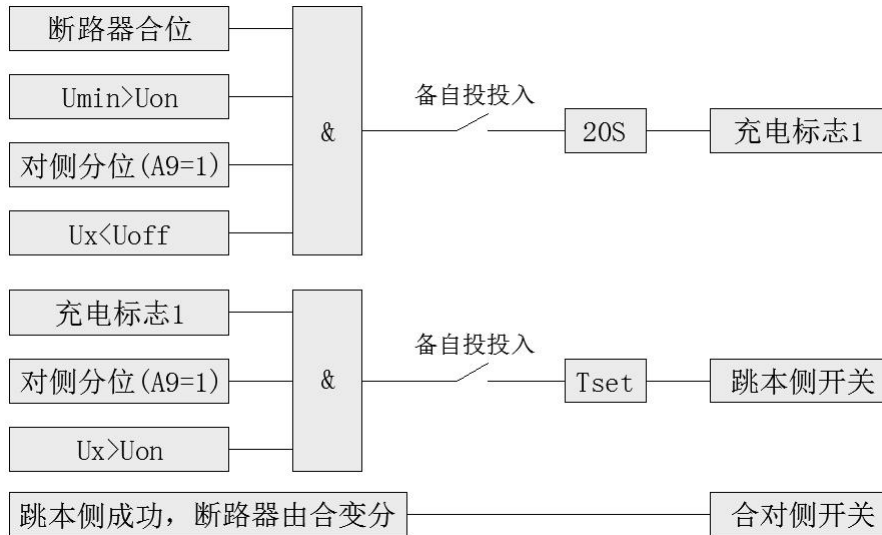 断路器合位
Umin>Uon
对侧分位(A9=1)
Ux<Uoff
&
备自投投入
20S
充电标志1
充电标志1
对侧分位(A9=1)
Ux>Uon
&
备自投投入
Tset
跳本侧开关
跳本侧成功，断路器由合变分
合对侧开关